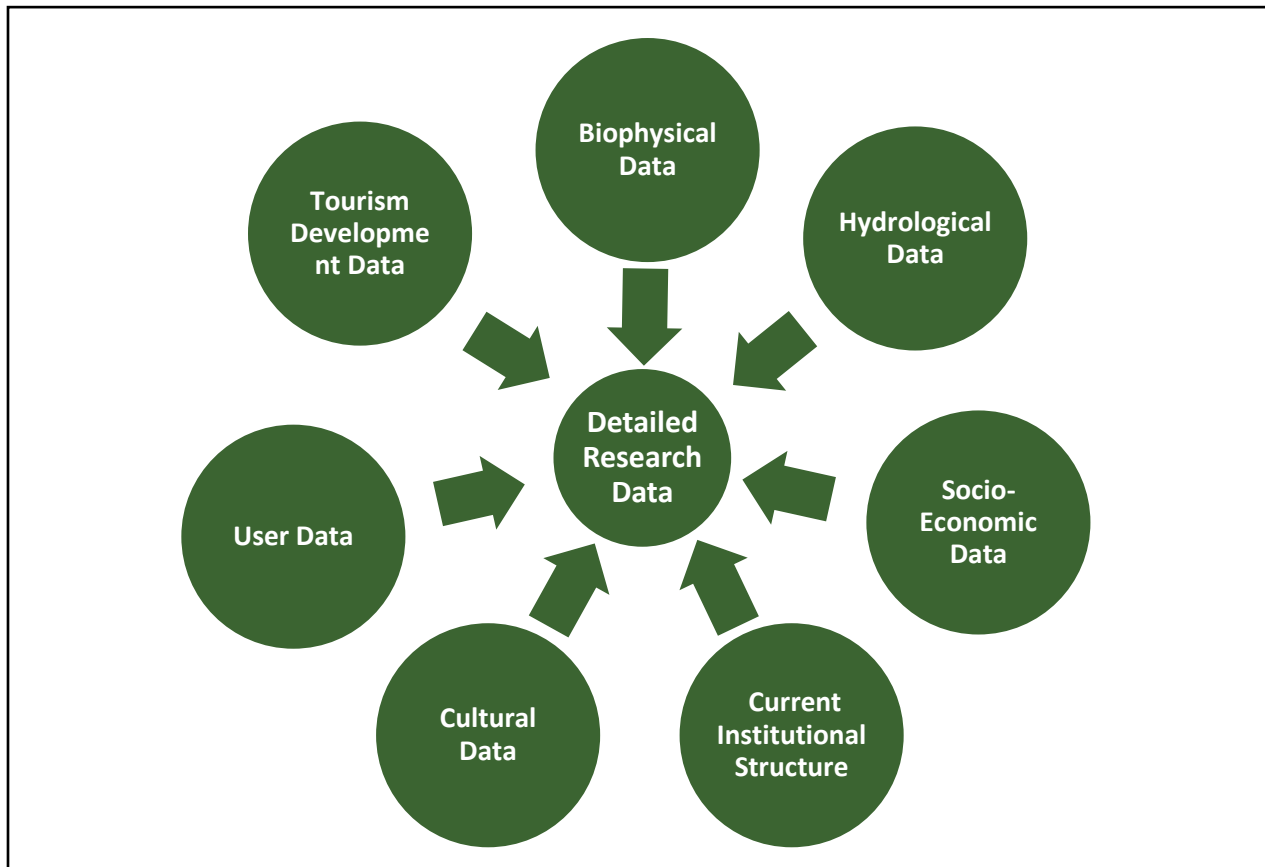 Biophysical
Data
Tourism
Developme
nt Data
Hydrological
Data
Detailed
Research
Data
User Data
Socio-
Economic
Data
Cultural
Data
Current
Institutional
Structure